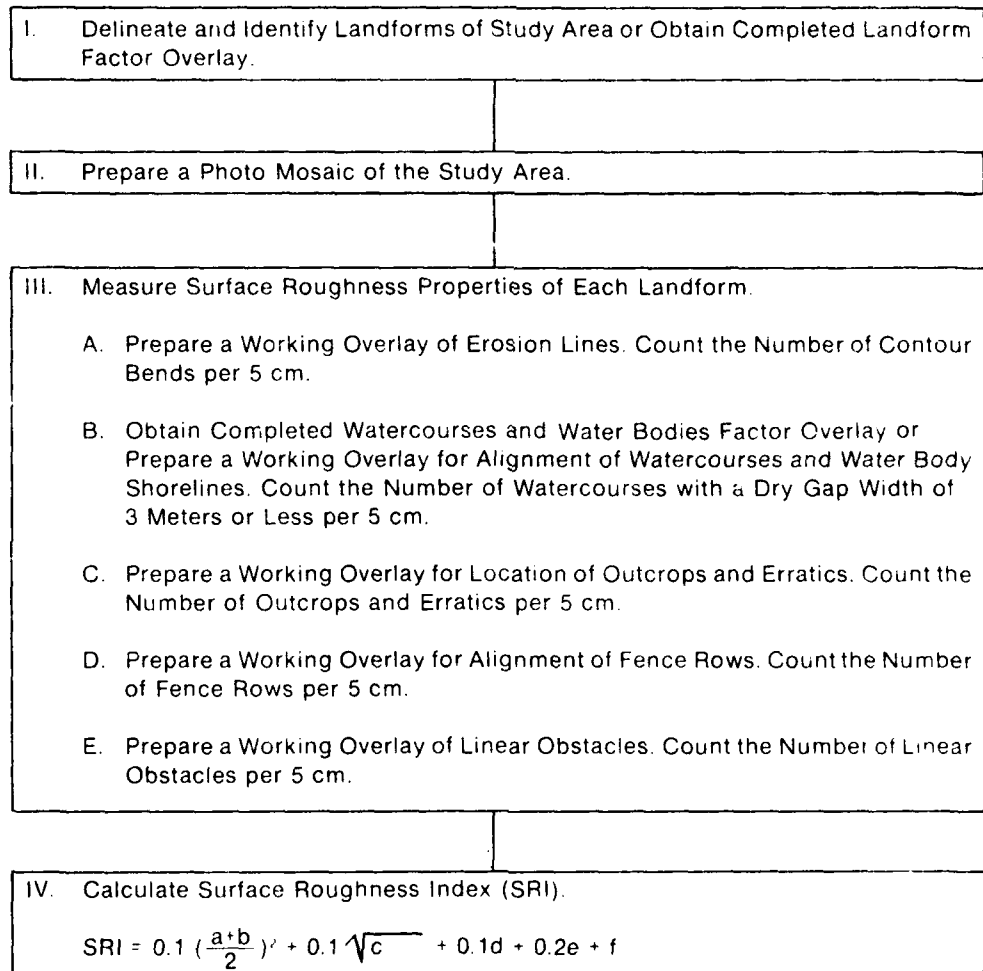 I. Delineate and Identify Landforms of Study Area or Obtain Completed Landform
Factor Overlay.
II. Prepare a Photo Mosaic of the Study Area.
III. Measure Surface Roughness Properties of Each Landform.
A. Prepare a Working Overlay of Erosion Lines. Count the Number of Contour
Bends per 5 cm.
B. Obtain Completed Watercourses and Water Bodies Factor Overlay or
Prepare a Working Overlay for Alignment of Watercourses and Water Body
Shorelines. Count the Number of Watercourses with a Dry Gap Width of
3 Meters or Less per 5 cm.
C. Prepare a Working Overlay for Location of Outcrops and Erratics. Count the
Number of Outcrops and Erratics per 5 cm.
D. Prepare a Working Overlay for Alignment of Fence Rows. Count the Number
of Fence Rows per 5 cm.
E. Prepare a Working Overlay of Linear Obstacles. Count the Number of Linear
Obstacles per 5 cm.
IV. Calculate Surface Roughness Index (SRI).
SRI = 0.1 (a+b/2)² + 0.1 √c + 0.1d + 0.2e + f